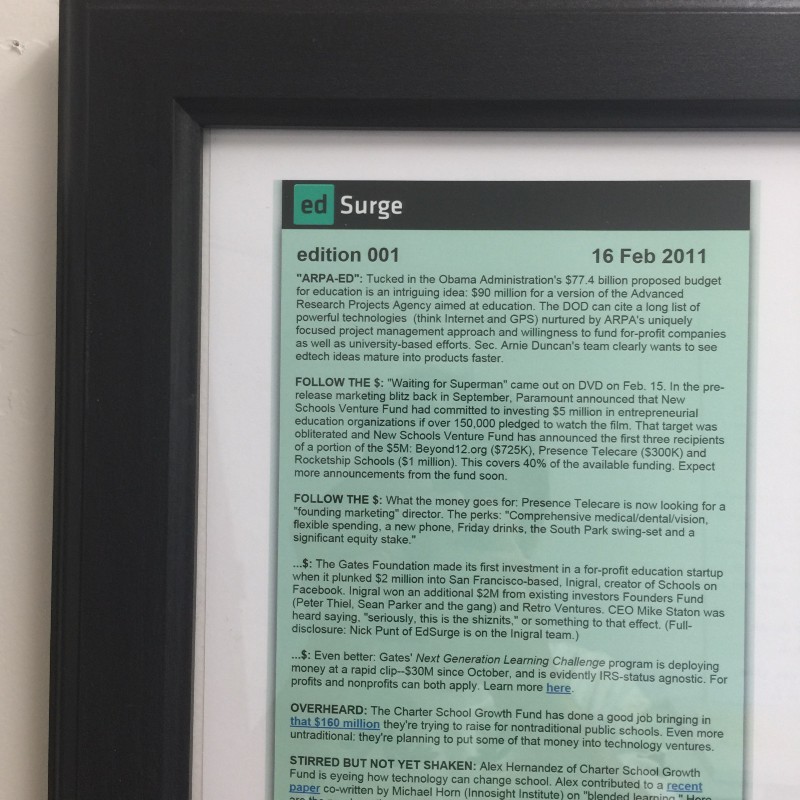 ed Surge
edition 001 16 Feb 2011
"ARPA-ED": Tucked in the Obama Administration's $77.4 billion proposed budget
for education is an intriguing idea: $90 million for a version of the Advanced
Research Projects Agency aimed at education. The DOD can cite a long list of
powerful technologies (think Internet and GPS) nurtured by ARPA's uniquely
focused project management approach and willingness to fund for-profit companies
as well as university-based efforts. Sec. Arnie Duncan's team clearly wants to see
edtech ideas mature into products faster.
FOLLOW THE $: "Waiting for Superman" came out on DVD on Feb. 15. In the pre-
release marketing blitz back in September, Paramount announced that New
Schools Venture Fund had committed to investing $5 million in entrepreneurial
education organizations if over 150,000 pledged to watch the film. That target was
obliterated and New Schools Venture Fund has announced the first three recipients
of a portion of the $5M: Beyond12.org ($725K), Presence Telecare ($300K) and
Rocketship Schools ($1 million). This covers 40% of the available funding. Expect
more announcements from the fund soon.
FOLLOW THE $: What the money goes for: Presence Telecare is now looking for a
"founding marketing" director. The perks: "Comprehensive medical/dental/vision,
flexible spending, a new phone, Friday drinks, the South Park swing-set and a
significant equity stake."
...$: The Gates Foundation made its first investment in a for-profit education startup
when it plunked $2 million into San Francisco-based, Inigral, creator of Schools on
Facebook. Inigral won an additional $2M from existing investors Founders Fund
(Peter Thiel, Sean Parker and the gang) and Retro Ventures. CEO Mike Staton was
heard saying, "seriously, this is the shiznits," or something to that effect. (Full-
disclosure: Nick Punt of EdSurge is on the Inigral team.)
...$: Even better: Gates' Next Generation Learning Challenge program is deploying
money at a rapid clip--$30M since October, and is evidently IRS-status agnostic. For
profits and nonprofits can both apply. Learn more here.
OVERHEARD: The Charter School Growth Fund has done a good job bringing in
that $160 million they're trying to raise for nontraditional public schools. Even more
untraditional: they're planning to put some of that money into technology ventures.
STIRRED BUT NOT YET SHAKEN: Alex Hernandez of Charter School Growth
Fund is eyeing how technology can change school. Alex contributed to a recent
paper co-written by Michael Horn (Innosight Institute) on "blended learning." Here
are the